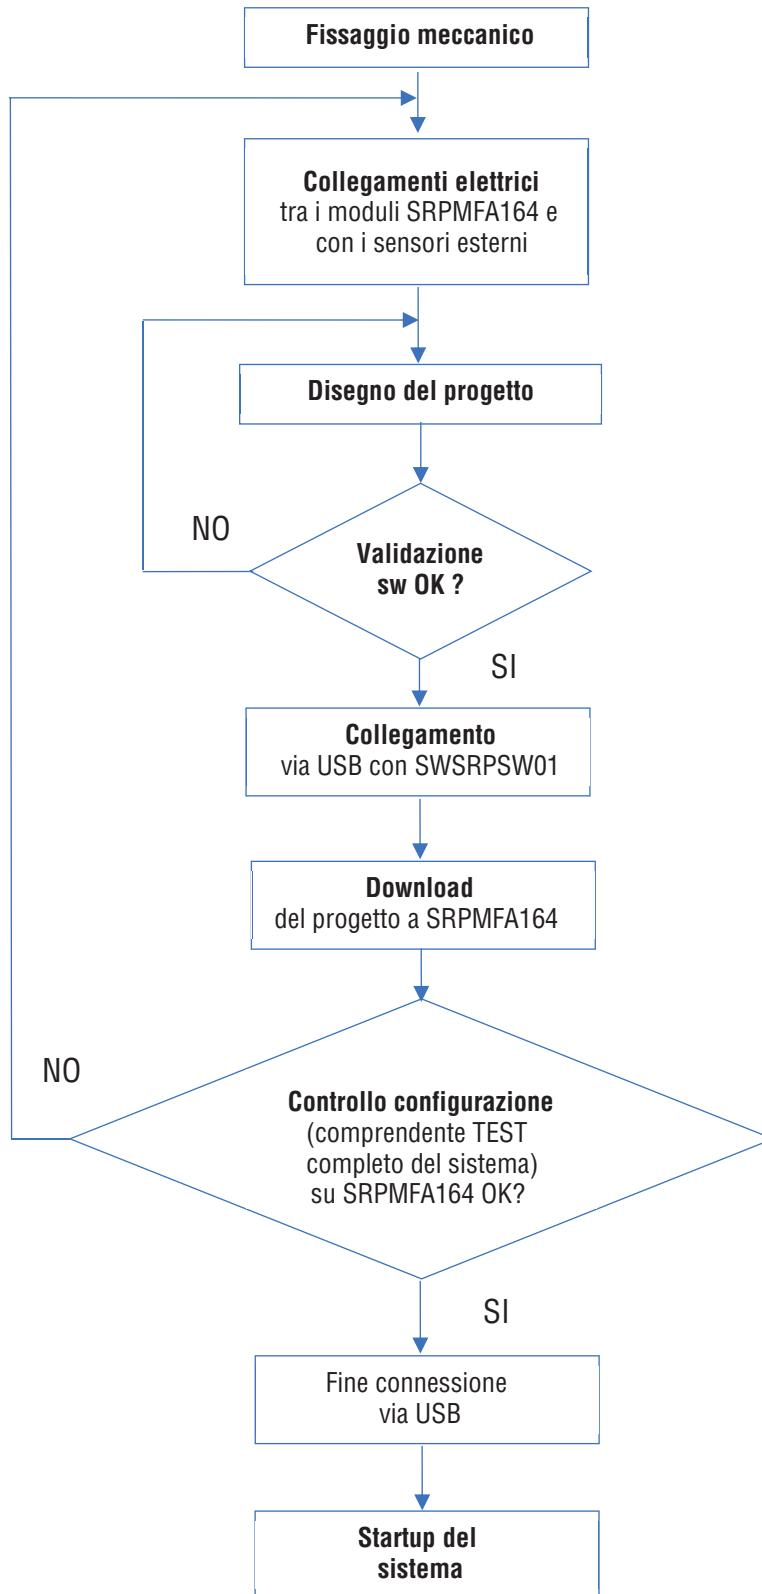 Fissaggio meccanico
Collegamenti elettrici
tra i moduli SRPMFA164 e
con i sensori esterni
Disegno del progetto
NO
Validazione
sw OK ?
SI
Collegamento
via USB con SWSRPSW01
Download
del progetto a SRPMFA164
NO
Controllo configurazione
(comprendente TEST
completo del sistema)
su SRPMFA164 OK?
SI
Fine connessione
via USB
Startup del
sistema